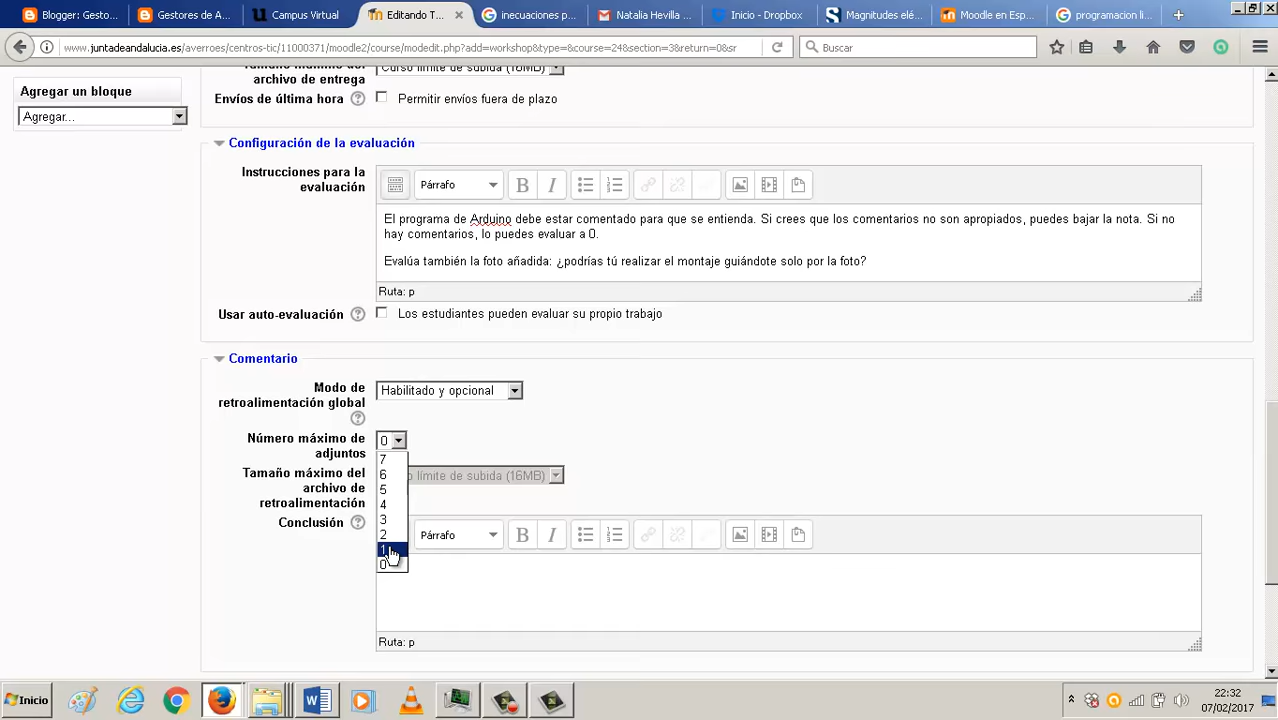 Blogger: Gesto...
Gestores de A...
Campus Virtual
Editando T...
inecuaciones p...
Natalia Hevilla ...
Inicio - Dropbox
Magnitudes elé...
Moodle en Esp...
programacion li...
www.juntadeandalucia.es/averroes/centros-tic/11000371/moodle2/course/modedit.php?add=workshop&type=&course=24&section=3&return=0&sr
Buscar
Agregar un bloque
Agregar...
Tamaño máximo del
archivo de entrega
Curso límite de subida (16MB)
Envíos de última hora
Permitir envíos fuera de plazo
Configuración de la evaluación
Instrucciones para la
evaluación
Párrafo
El programa de Arduino debe estar comentado para que se entienda. Si crees que los comentarios no son apropiados, puedes bajar la nota. Si no
hay comentarios, lo puedes evaluar a 0.
Evalúa también la foto añadida: ¿podrías tú realizar el montaje guiándote solo por la foto?
Ruta: p
Usar auto-evaluación
Los estudiantes pueden evaluar su propio trabajo
Comentario
Modo de
retroalimentación global
Habilitado y opcional
Número máximo de
adjuntos
0
7
6
5
4
3
2
1
0
Tamaño máximo del
archivo de
retroalimentación
límite de subida (16MB)
Conclusión
Párrafo
Ruta: p
Inicio
22:32
07/02/2017